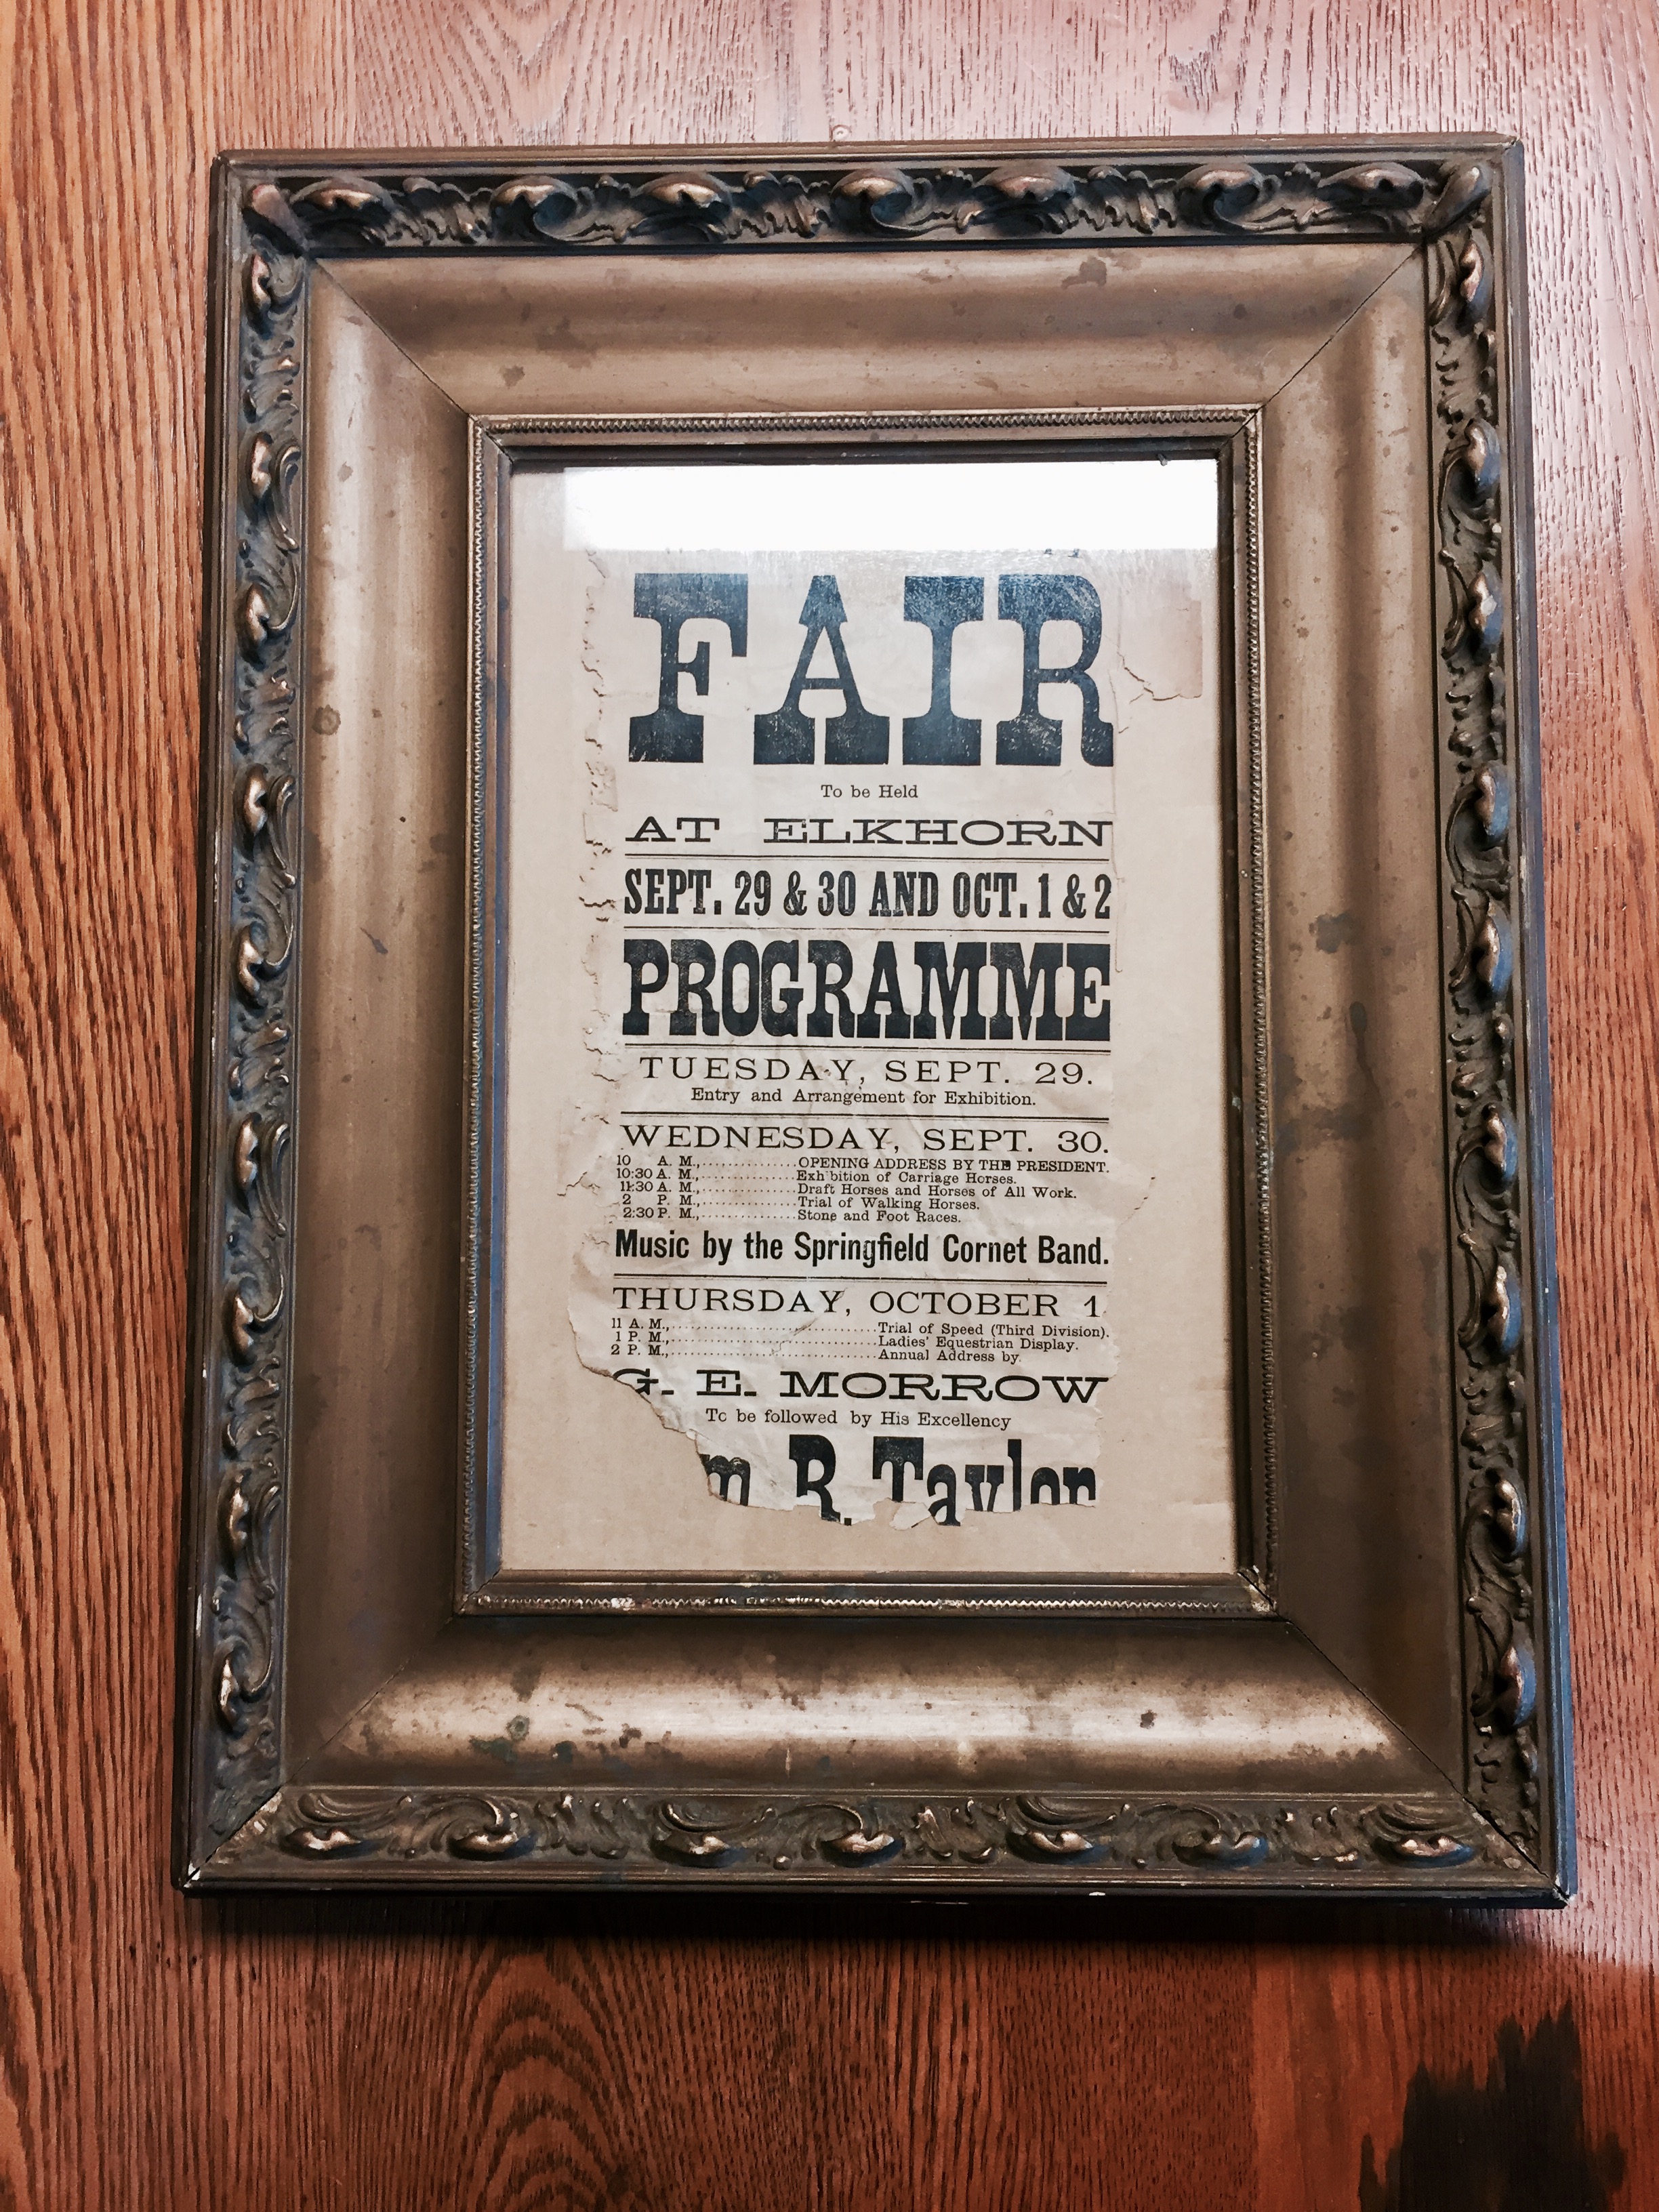 FAIR
To be Held
AT ELKHORN
SEPT. 29 & 30 AND OCT. 1 & 2
PROGRAMME
TUESDAY, SEPT. 29.
Entry and Arrangement for Exhibition.
WEDNESDAY, SEPT. 30.
10 A. M.,..............OPENING ADDRESS BY THE PRESIDENT.
10:30 A. M.,..............Exhibition of Carriage Horses.
11:30 A. M.,..............Draft Horses and Horses of All Work.
2 P. M.,..............Trial of Walking Horses.
2:30 P. M.,..............Stone and Foot Races.
Music by the Springfield Cornet Band.
THURSDAY, OCTOBER 1
11 A. M.,..............................Trial of Speed (Third Division).
1 P. M.,..............................Ladies' Equestrian Display.
2 P. M.,..............................Annual Address by
G. E. MORROW
To be followed by His Excellency
m R. Taylor